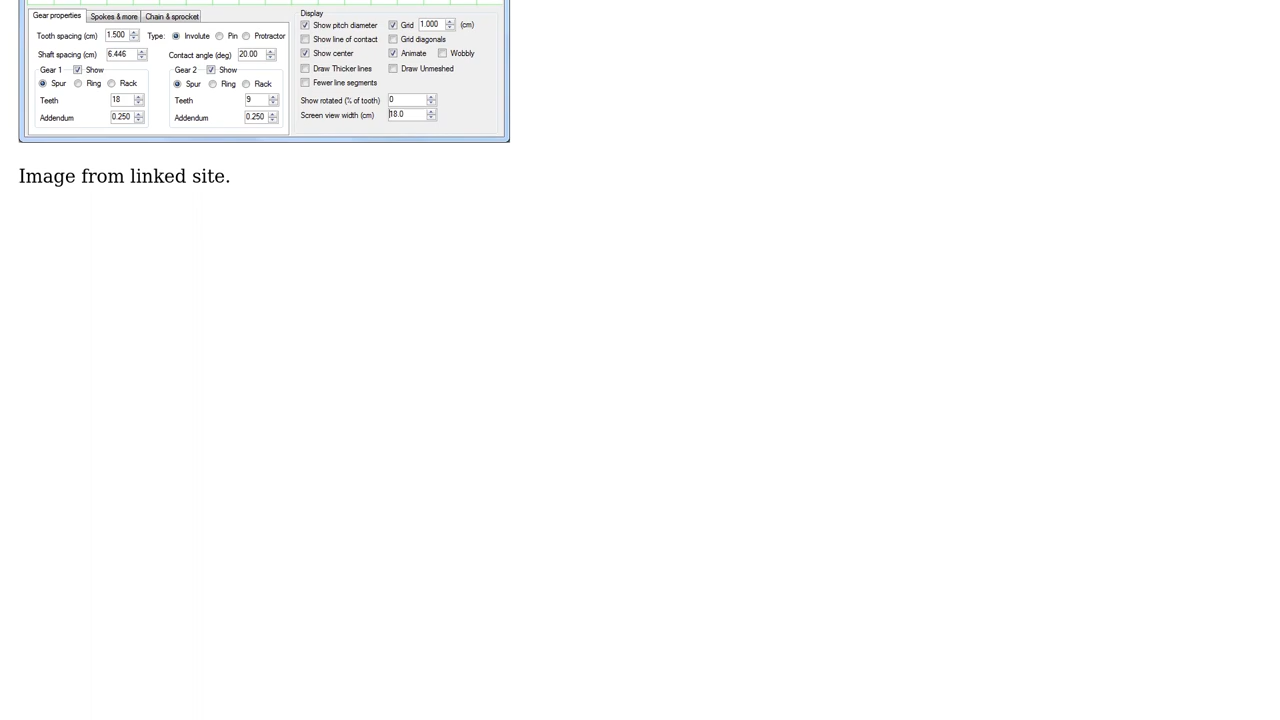 Gear properties Spokes & more Chain & sprocket
Tooth spacing (cm) 1.500 Type: Involute Pin Protractor
Shaft spacing (cm) 6.446 Contact angle (deg) 20.00
Gear 1 Show
Spur Ring Rack
Teeth 18
Addendum 0.250
Gear 2 Show
Spur Ring Rack
Teeth 9
Addendum 0.250
Display
Show pitch diameter Grid 1.000 (cm)
Show line of contact Grid diagonals
Show center Animate Wobbly
Draw Thicker lines Draw Unmeshed
Fewer line segments
Show rotated (% of tooth) 0
Screen view width (cm) 18.0
Image from linked site.